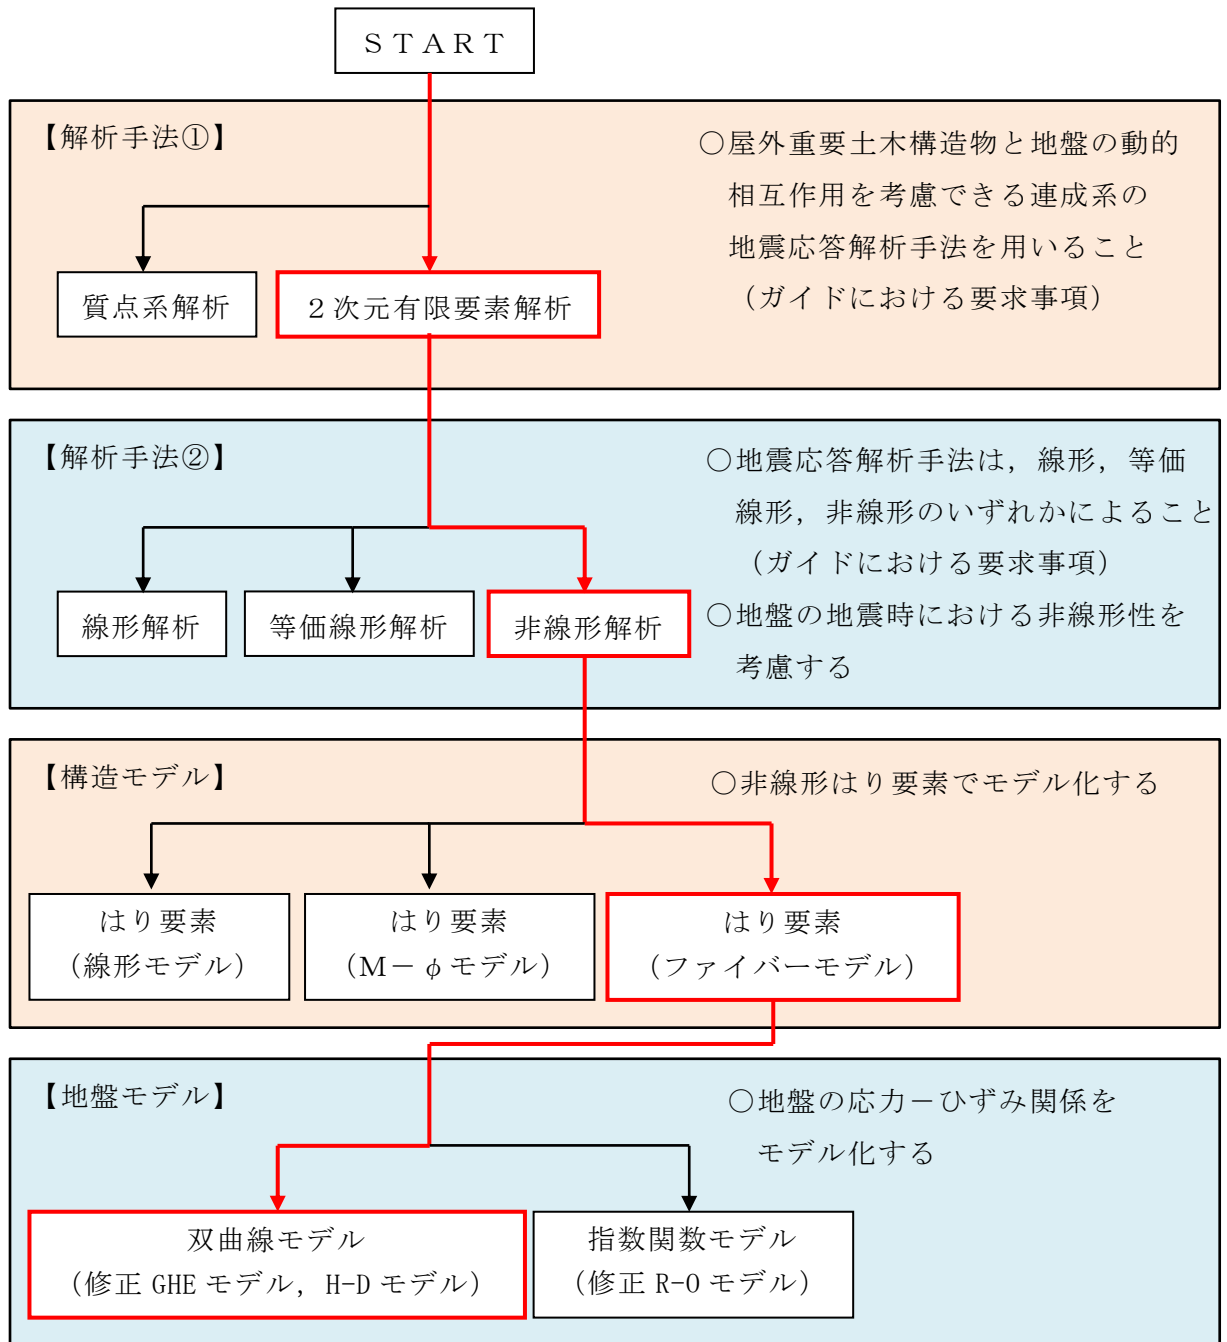 ＳＴＡＲＴ
【解析手法①】
○屋外重要土木構造物と地盤の動的
相互作用を考慮できる連成系の
地震応答解析手法を用いること
（ガイドにおける要求事項）
質点系解析
２次元有限要素解析
【解析手法②】
○地震応答解析手法は，線形，等価
線形，非線形のいずれかによること
（ガイドにおける要求事項）
○地盤の地震時における非線形性を
考慮する
線形解析
等価線形解析
非線形解析
【構造モデル】
○非線形はり要素でモデル化する
はり要素
（線形モデル）
はり要素
（Ｍ－φモデル）
はり要素
（ファイバーモデル）
【地盤モデル】
○地盤の応力－ひずみ関係を
モデル化する
双曲線モデル
（修正 GHE モデル，H-D モデル）
指数関数モデル
（修正 R-O モデル）